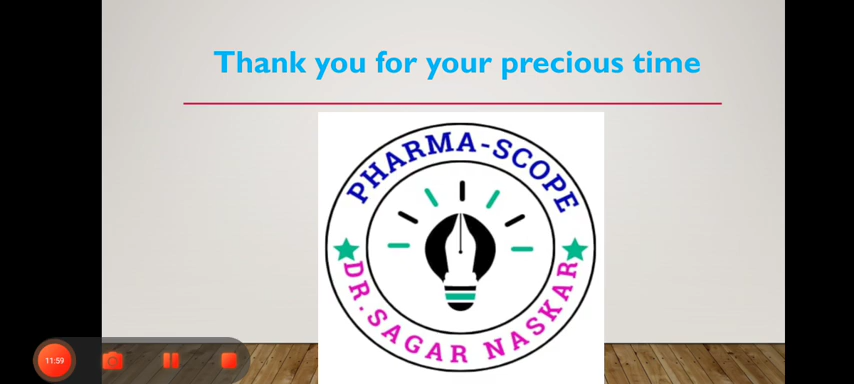 Thank you for your precious time
PHARMA-SCOPE
DR.SAGAR NASKAR
11:59